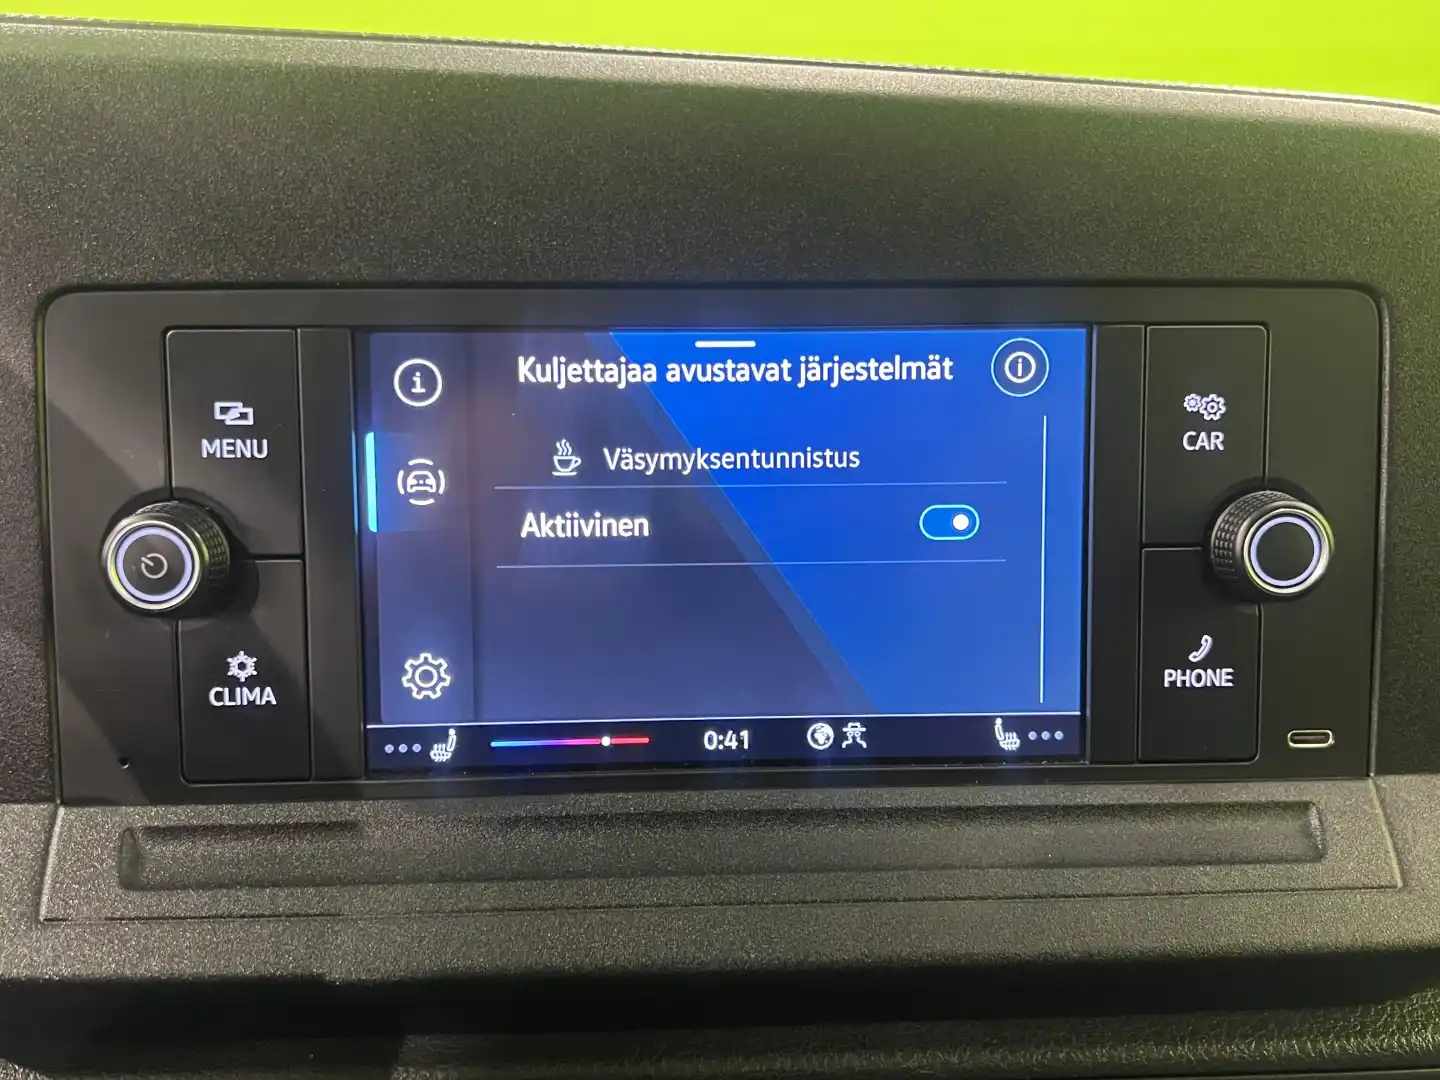 MENU
CLIMA
Kuljettajaa avustavat järjestelmät
Väsymyksentunnistus
Aktiivinen
0:41
CAR
PHONE